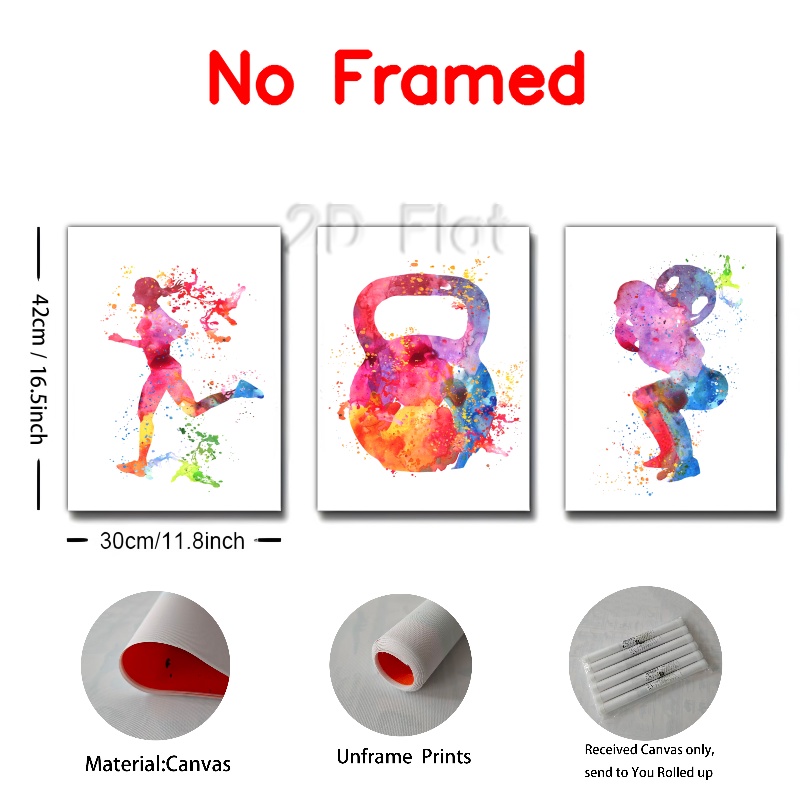 No Framed
2D Flat
42cm / 16.5inch
30cm/11.8inch
Material:Canvas
Unframe Prints
Received Canvas only,
send to You Rolled up